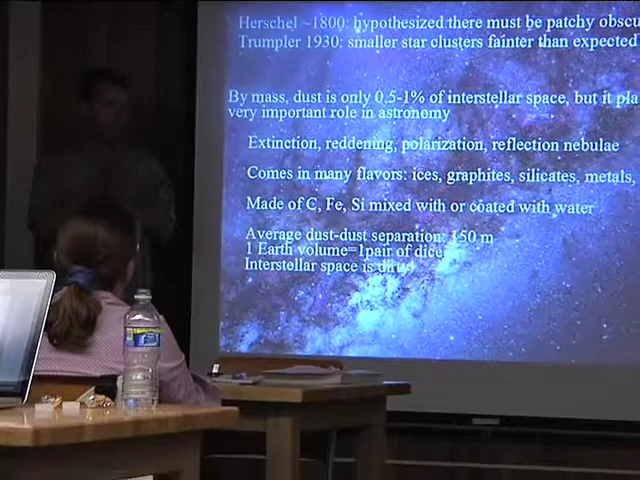 Herschel ~1800: hypothesized there must be patchy obscu
Trumpler 1930: smaller star clusters fainter than expected
By mass, dust is only 0.5-1% of interstellar space, but it pla
very important role in astronomy
Extinction, reddening, polarization, reflection nebulae
Comes in many flavors: ices, graphites, silicates, metals,
Made of C, Fe, Si mixed with or coated with water
Average dust-dust separation: 150 m
1 Earth volume=1pair of dice
Interstellar space is dirty